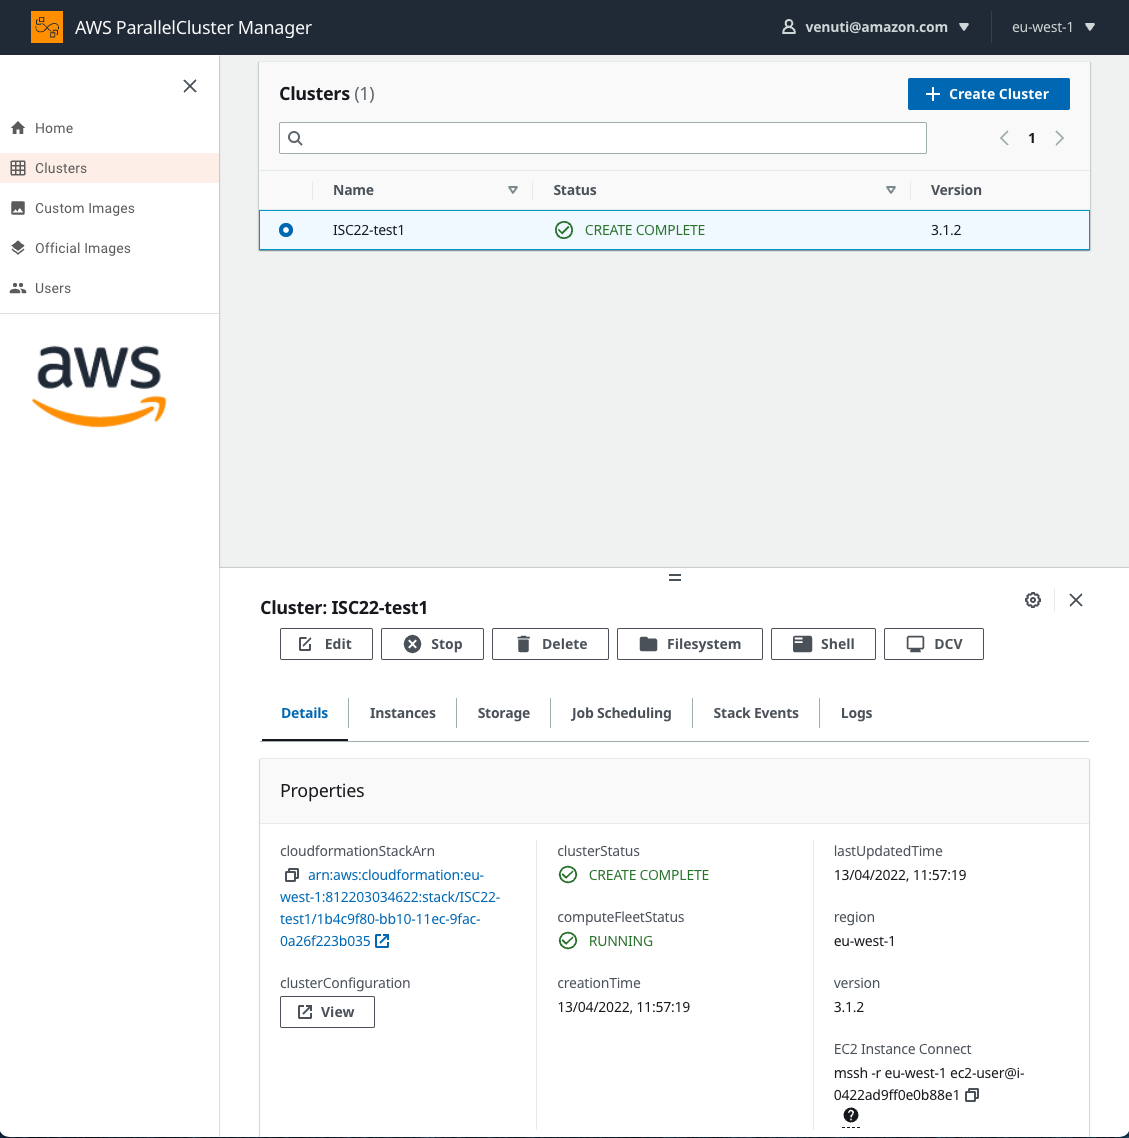 AWS ParallelCluster Manager
venuti@amazon.com
eu-west-1
Home
Clusters
Custom Images
Official Images
Users
aws
Clusters (1)
Create Cluster
1
Name Status Version
ISC22-test1 CREATE COMPLETE 3.1.2
Cluster: ISC22-test1
Edit Stop Delete Filesystem Shell DCV
Details Instances Storage Job Scheduling Stack Events Logs
Properties
cloudformationStackArn
arn:aws:cloudformation:eu-
west-1:812203034622:stack/ISC22-
test1/1b4c9f80-bb10-11ec-9fac-
0a26f223b035
clusterConfiguration
View
clusterStatus
CREATE COMPLETE
computeFleetStatus
RUNNING
creationTime
13/04/2022, 11:57:19
lastUpdatedTime
13/04/2022, 11:57:19
region
eu-west-1
version
3.1.2
EC2 Instance Connect
mssh -r eu-west-1 ec2-user@i-
0422ad9ff0e0b88e1